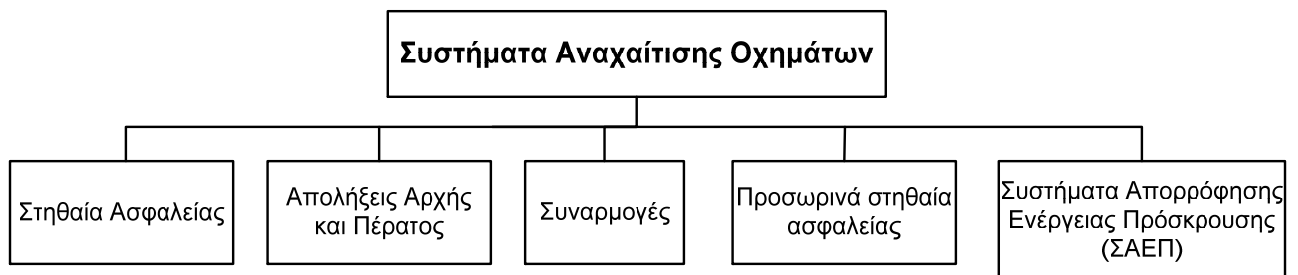 Συστήματα Αναχαίτισης Οχημάτων
Στηθαία Ασφαλείας
Απολήξεις Αρχής
και Πέρατος
Συναρμογές
Προσωρινά στηθαία
ασφαλείας
Συστήματα Απορρόφησης
Ενέργειας Πρόσκρουσης
(ΣΑΕΠ)